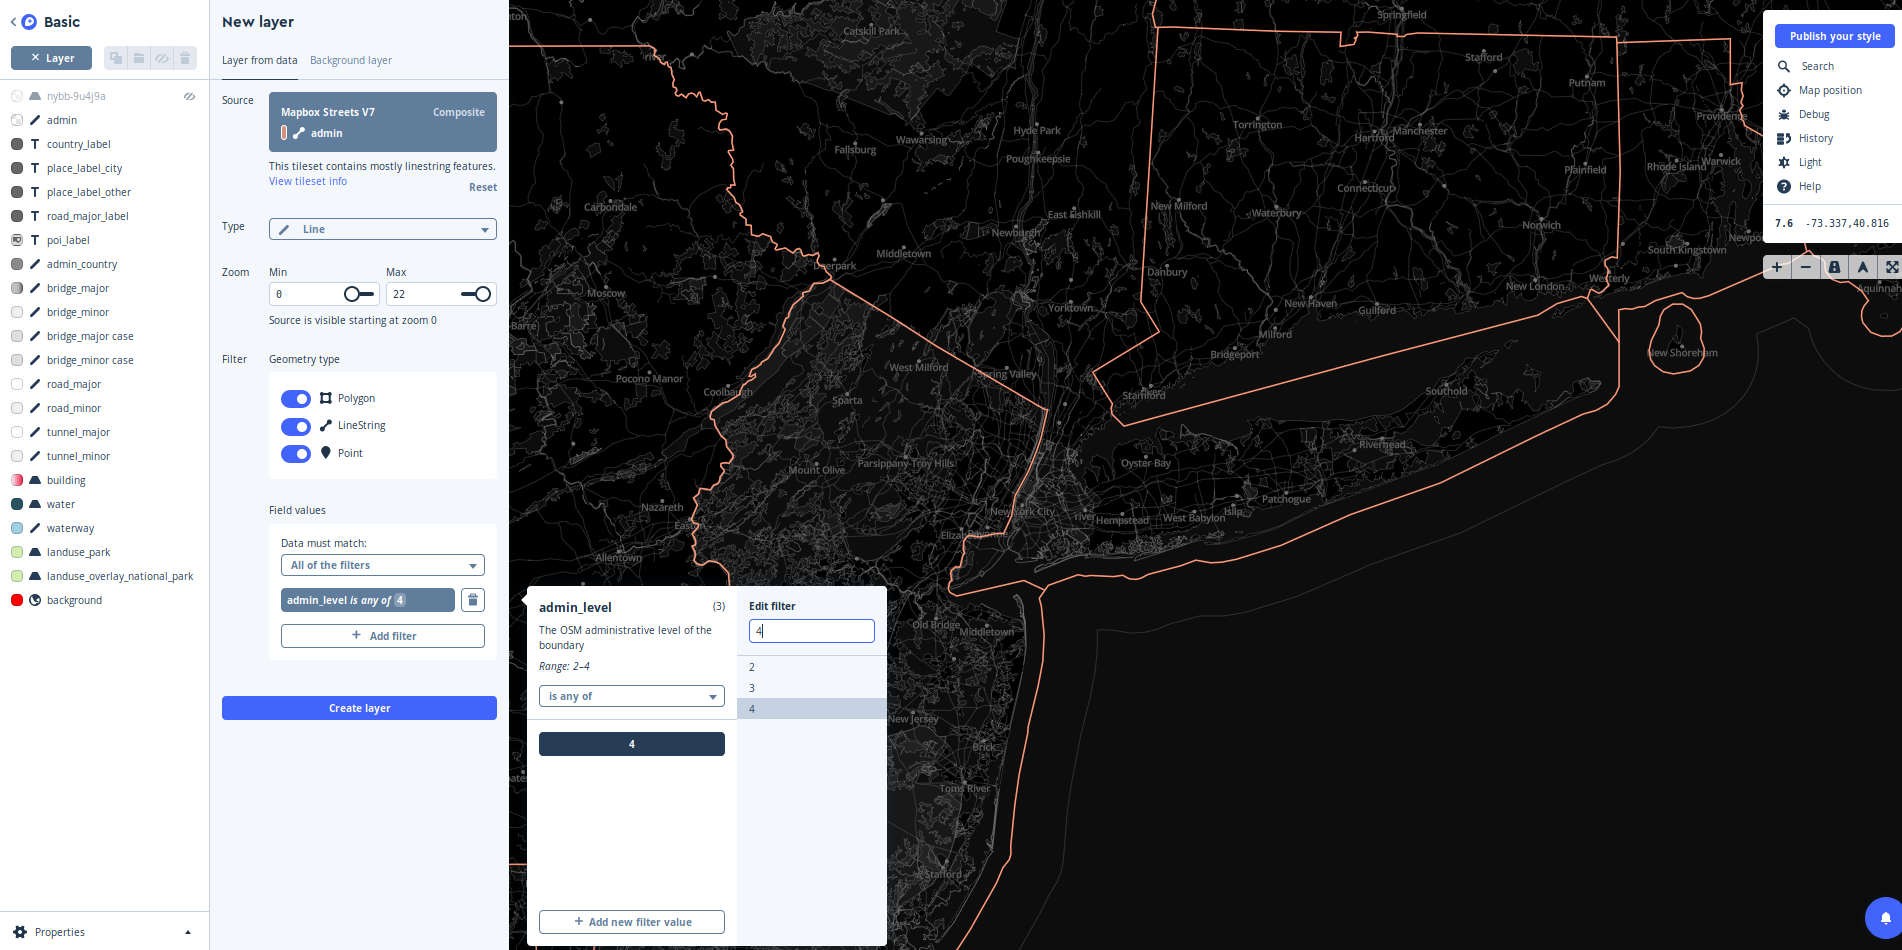 Basic
Layer
nybb-9u4j9a
admin
country_label
place_label_city
place_label_other
road_major_label
poi_label
admin_country
bridge_major
bridge_minor
bridge_major case
bridge_minor case
road_major
road_minor
tunnel_major
tunnel_minor
building
water
waterway
landuse_park
landuse_overlay_national_park
background
Properties
New layer
Layer from data
Background layer
Source
Mapbox Streets V7
Composite
admin
This tileset contains mostly linestring features.
View tileset info
Reset
Type
Line
Zoom
Min
Max
0
22
Source is visible starting at zoom 0
Filter
Geometry type
Polygon
LineString
Point
Field values
Data must match:
All of the filters
admin_level is any of 4
Add filter
Create layer
admin_level
(3)
The OSM administrative level of the
boundary
Range: 2–4
is any of
4
Add new filter value
Edit filter
4
2
3
4
Catskill Park
Springfield
Stafford
Putnam
Providence
Torrington
Hartford
Manchester
Hyde Park
Wawarsing
Fallsburg
Poughkeepsie
Plainfield
Rhode Island
Warwick
Connecticut
Carbondale
East Fishkill
New Milford
Waterbury
Norwich
Newburgh
Middletown
South Kingstown
Deerpark
Danbury
Westerly
New London
Moscow
Yorktown
New Haven
Guilford
Aquinnah
Barre
Milford
Bridgeport
New Shoreham
West Milford
Spring Valley
Pocono Manor
Coolbaugh
Sparta
Stamford
Southold
Riverhead
Parsippany-Troy Hills
Mount Olive
Oyster Bay
Nazareth
New York City
river
Hempstead
West Babylon
Islip
Patchogue
Allentown
Old Bridge
Middletown
New Jersey
Brick
Toms River
Stafford
Publish your style
Search
Map position
Debug
History
Light
Help
7.6
-73.337,40.816